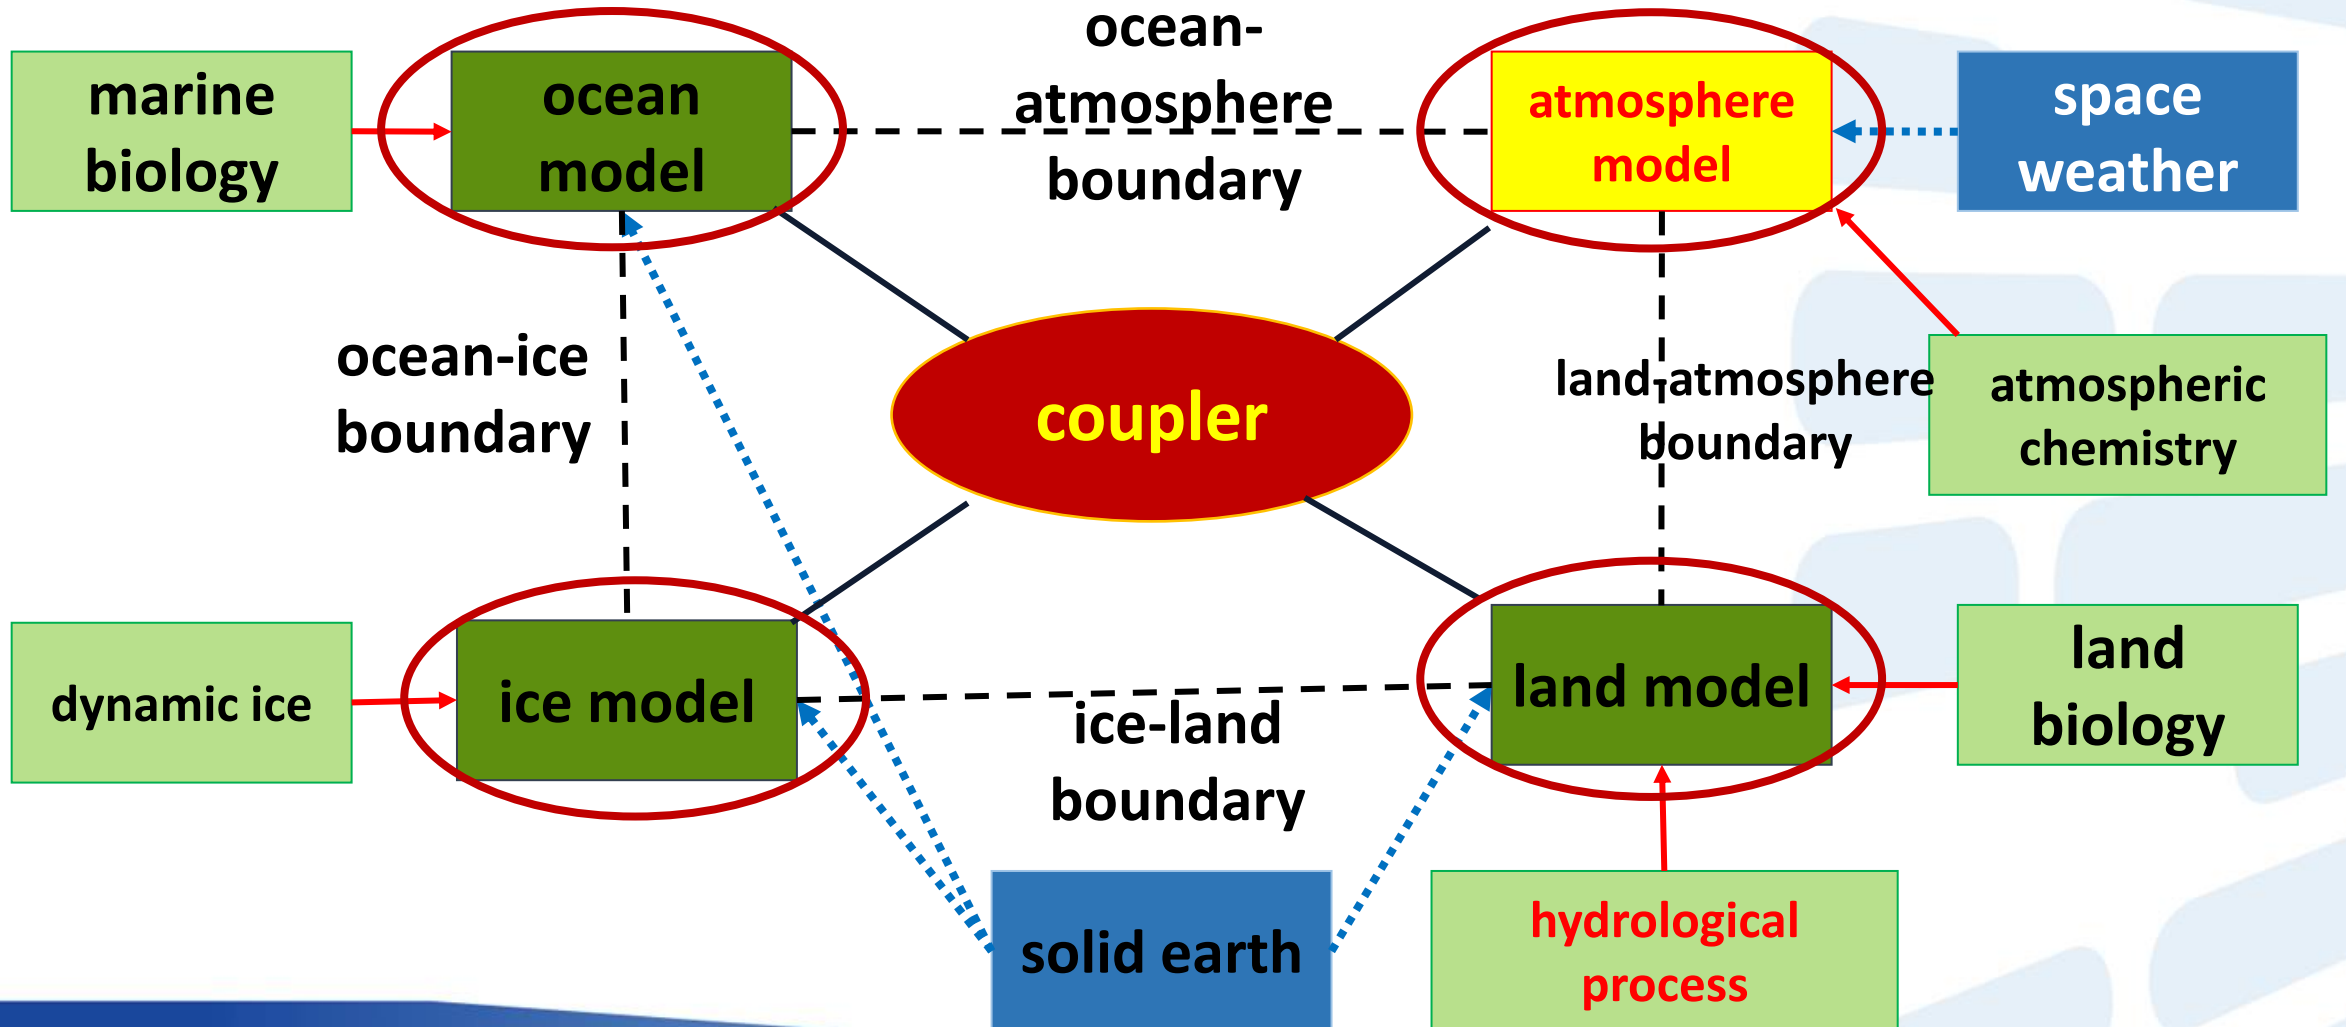 marine
biology
ocean
model
ocean-
atmosphere
boundary
atmosphere
model
space
weather
ocean-ice
boundary
coupler
land-atmosphere
boundary
atmospheric
chemistry
dynamic ice
ice model
ice-land
boundary
land model
land
biology
solid earth
hydrological
process